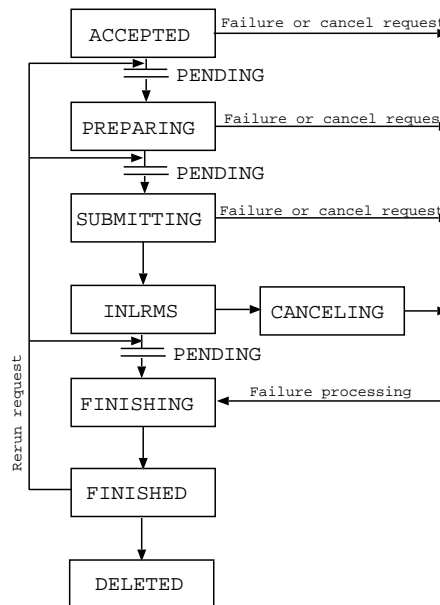 ACCEPTED
Failure or cancel request
PENDING
PREPARING
Failure or cancel request
PENDING
SUBMITTING
Failure or cancel request
INLRMS
CANCELING
PENDING
Rerun request
FINISHING
Failure processing
FINISHED
DELETED